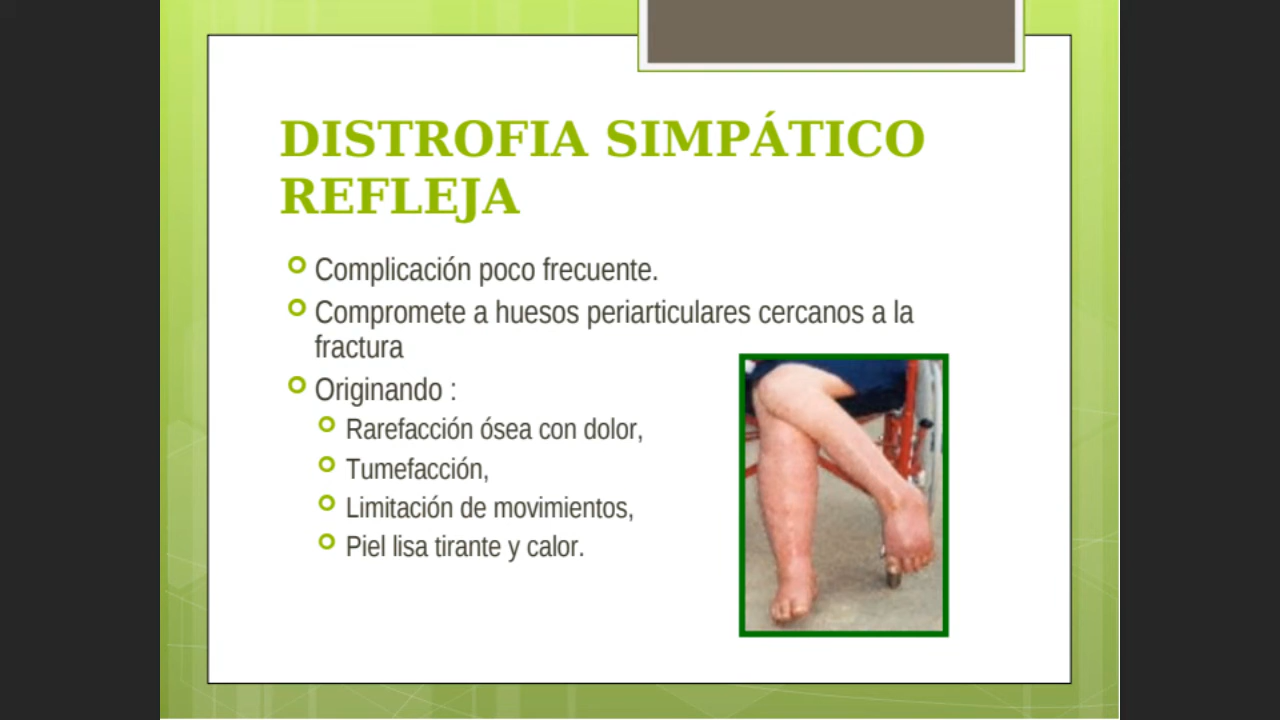 DISTROFIA SIMPÁTICO
REFLEJA
Complicación poco frecuente.
Compromete a huesos periarticulares cercanos a la
fractura
Originando :
Rarefacción ósea con dolor,
Tumefacción,
Limitación de movimientos,
Piel lisa tirante y calor.